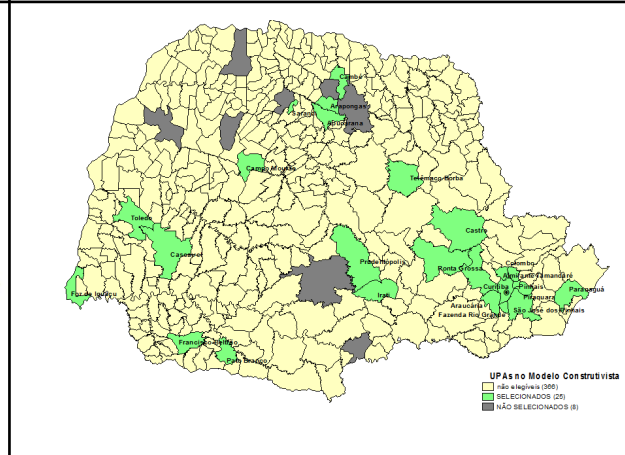 Cambé
Arapongas
Sarandi
Apucarana
Campo Mourão
Telêmaco Borba
Toledo
Castro
Cascavel
Prudentópolis
Ponta Grossa
Colombo
Almirante Tamandaré
Foz do Iguaçu
Curitiba
Pinhais
Paranaguá
Irati
Piraquara
Araucária
São José dos Pinhais
Fazenda Rio Grande
Francisco Beltrão
Pato Branco
UPAs no Modelo Construtivista
não elegíveis (366)
SELECIONADOS (25)
NÃO SELECIONADOS (8)